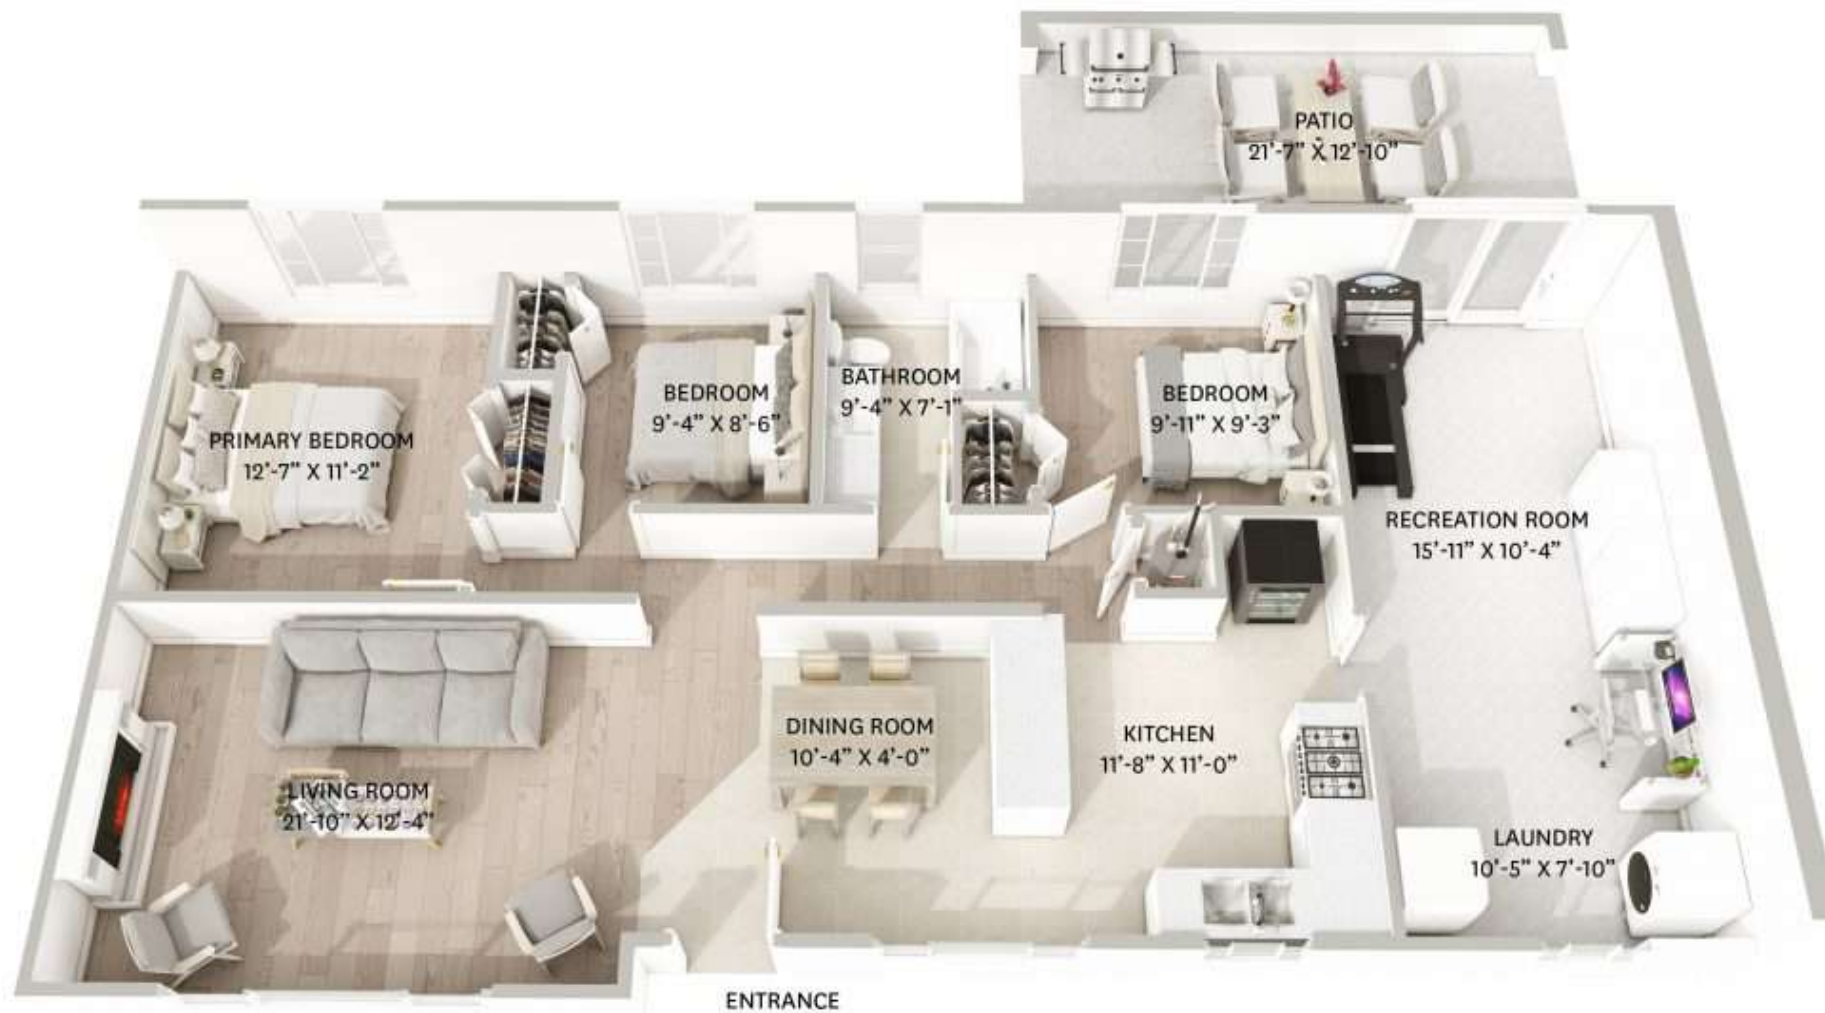 PATIO
21'-7" X 12'-10"
PRIMARY BEDROOM
12'-7" X 11'-2"
BEDROOM
9'-4" X 8'-6"
BATHROOM
9'-4" X 7'-1"
BEDROOM
9'-11" X 9'-3"
RECREATION ROOM
15'-11" X 10'-4"
LIVING ROOM
21'-10" X 12'-4"
DINING ROOM
10'-4" X 4'-0"
KITCHEN
11'-8" X 11'-0"
LAUNDRY
10'-5" X 7'-10"
ENTRANCE